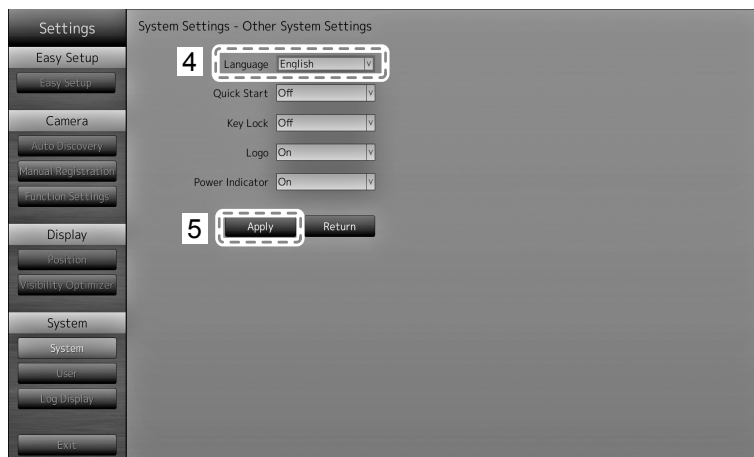 Settings
Easy Setup
Easy Setup
Camera
Auto Discovery
Manual Registration
Function Settings
Display
Position
Visibility Optimizer
System
System
User
Log Display
Exit
System Settings - Other System Settings
4 Language English
Quick Start Off
Key Lock Off
Logo On
Power Indicator On
5 Apply Return